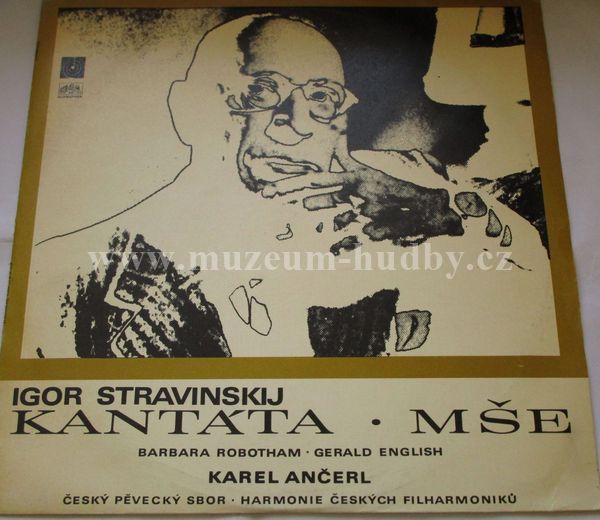 www.muzeum-hudby.cz
IGOR STRAVINSKIJ
KANTÁTA · MŠE
BARBARA ROBOTHAM · GERALD ENGLISH
KAREL ANČERL
ČESKÝ PĚVECKÝ SBOR · HARMONIE ČESKÝCH FILHARMONIKŮ